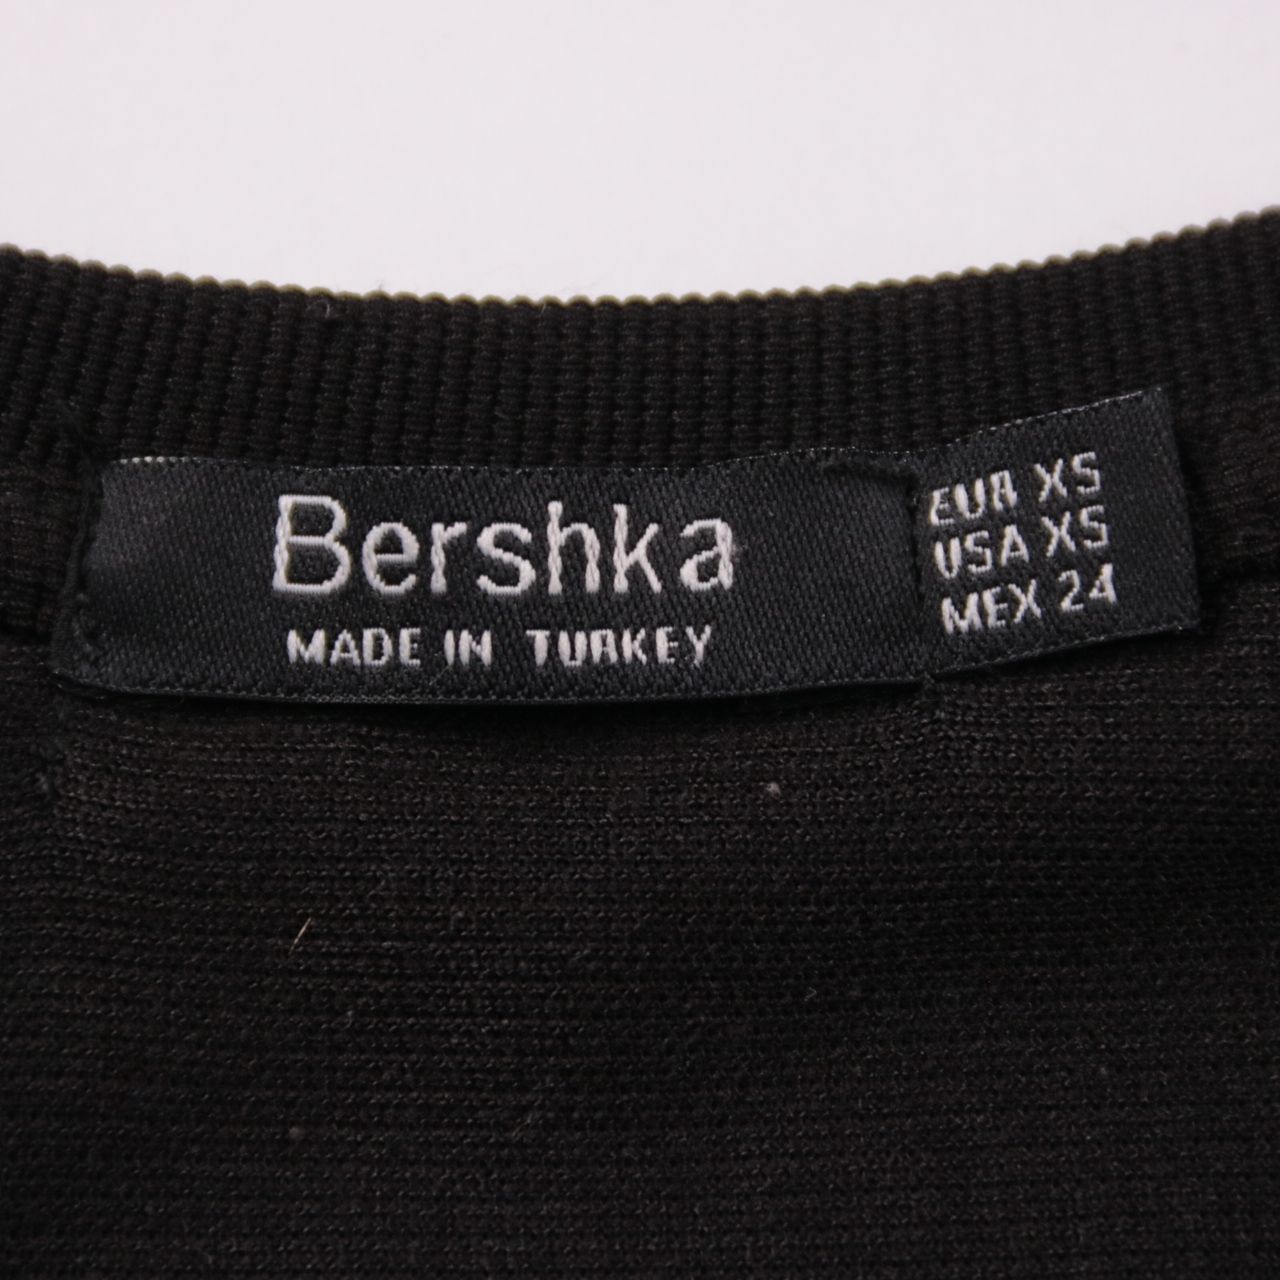 Bershka
MADE IN TURKEY
EUR XS
USA XS
MEX 24